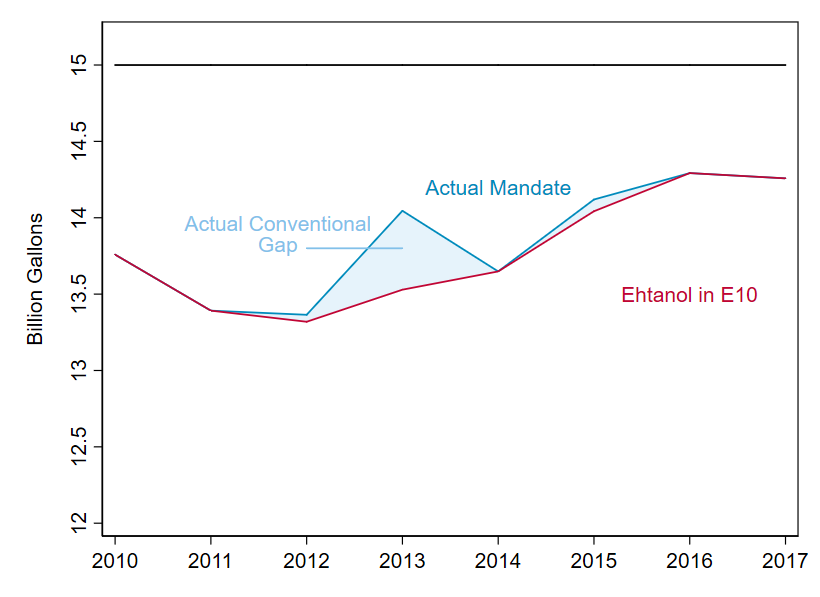 15
14.5
14
13.5
13
12.5
12
Billion Gallons
Actual Mandate
Actual Conventional
Gap
Ehtanol in E10
2010 2011 2012 2013 2014 2015 2016 2017